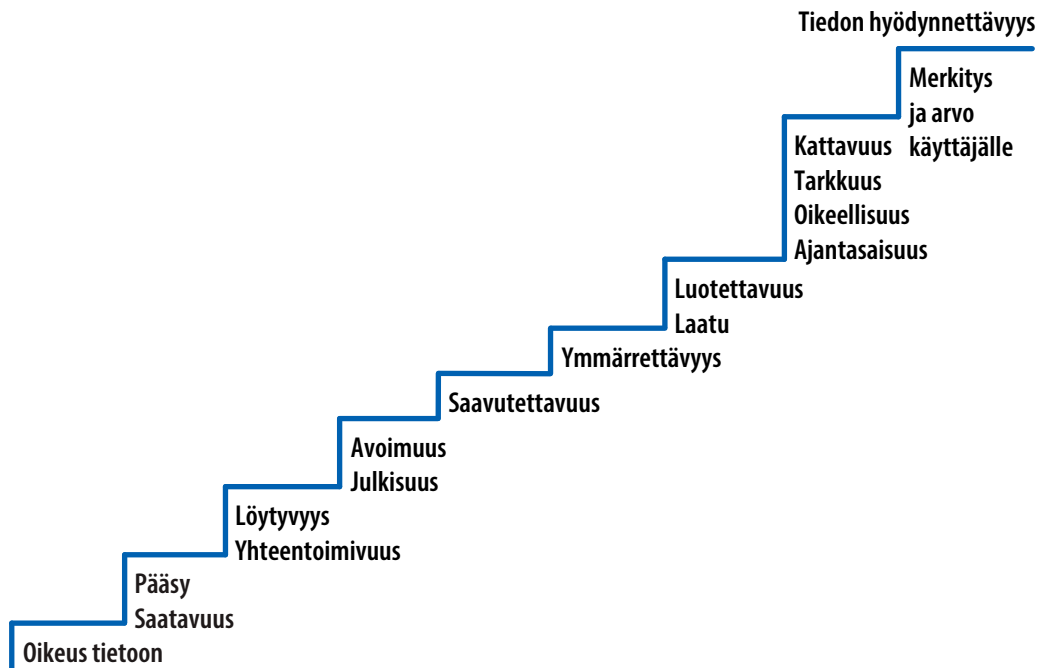 Tiedon hyödynnettävyys
Merkitys
ja arvo
käyttäjälle
Kattavuus
Tarkkuus
Oikeellisuus
Ajantasaisuus
Luotettavuus
Laatu
Ymmärrettävyys
Saavutettavuus
Avoimuus
Julkisuus
Löytyvyys
Yhteentoimivuus
Pääsy
Saatavuus
Oikeus tietoon